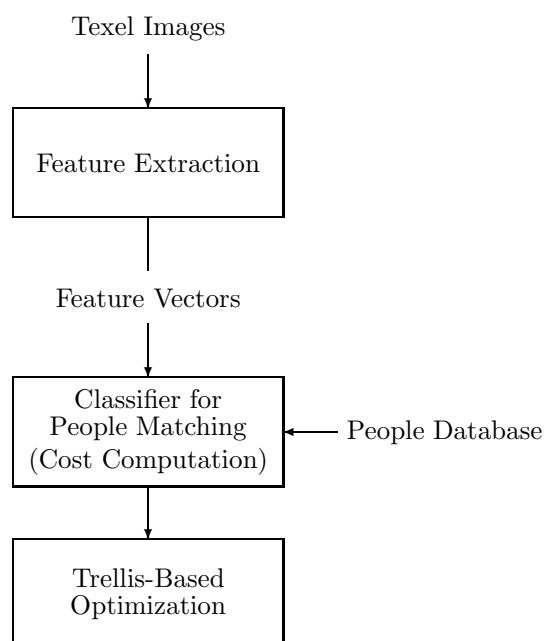 Texel Images
Feature Extraction
Feature Vectors
Classifier for
People Matching
(Cost Computation)
People Database
Trellis-Based
Optimization